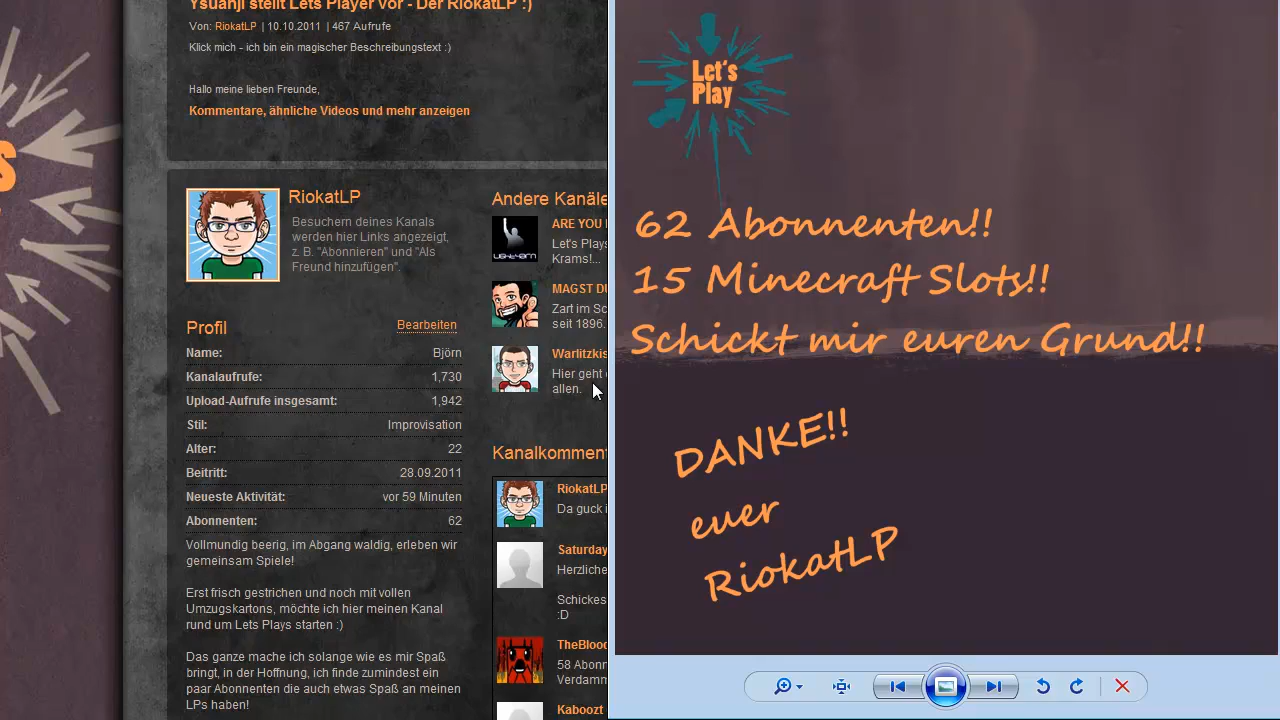 Ysuanji stellt Lets Player vor - Der RiokatLP :)
Von: RiokatLP | 10.10.2011 | 467 Aufrufe
Klick mich - ich bin ein magischer Beschreibungstext :)
Hallo meine lieben Freunde,
Kommentare, ähnliche Videos und mehr anzeigen
RiokatLP
Besuchern deines Kanals
werden hier Links angezeigt,
z. B. "Abonnieren" und "Als
Freund hinzufügen".
Profil
Bearbeiten
Name: Björn
Kanalaufrufe: 1,730
Upload-Aufrufe insgesamt: 1,942
Stil: Improvisation
Alter: 22
Beitritt: 28.09.2011
Neueste Aktivität: vor 59 Minuten
Abonnenten: 62
Vollmundig beerig, im Abgang waldig, erleben wir
gemeinsam Spiele!
Erst frisch gestrichen und noch mit vollen
Umzugskartons, möchte ich hier meinen Kanal
rund um Lets Plays starten :)
Das ganze mache ich solange wie es mir Spaß
bringt, in der Hoffnung, ich finde zumindest ein
paar Abonnenten die auch etwas Spaß an meinen
LPs haben!
Andere Kanäle
ARE YOU
Let's Plays
Krams!...
MAGST DU
Zart im
seit 1896.
Hier geht
allen.
Kanalkomment
RiokatLP
Da guck
Saturday
Herzliche
Schickes
:D
TheBlood
58 Abonn
Verdamm
Kaboozt
Let's
Play
62 Abonnenten!!
15 Minecraft Slots!!
Schickt mir euren Grund!!
DANKE!!
euer
RiokatLP